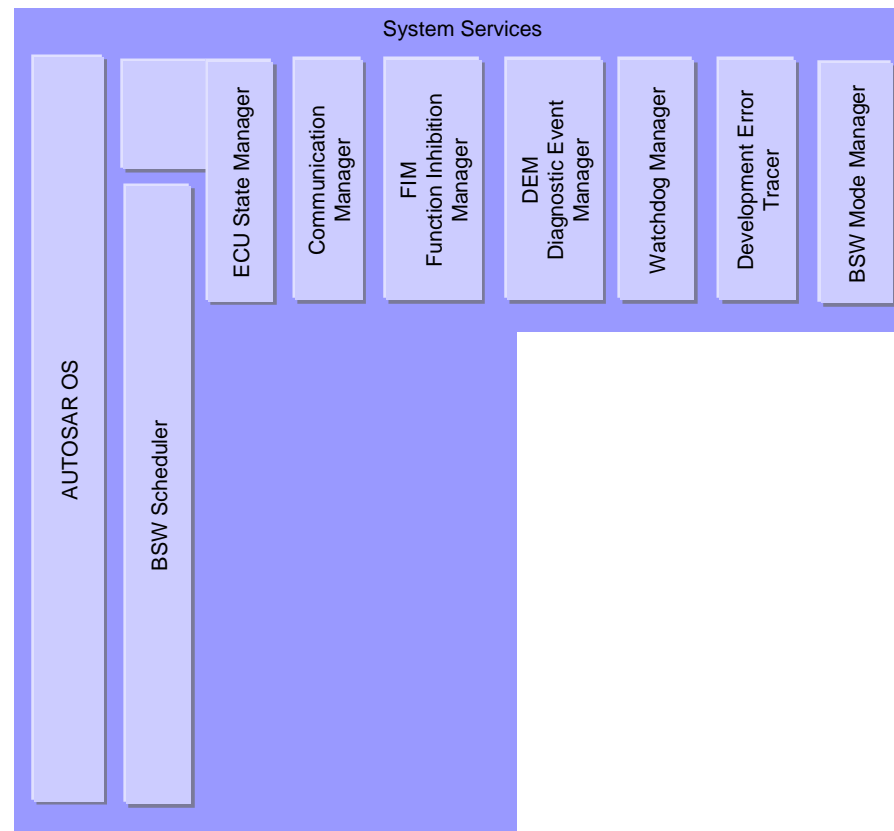 System Services
AUTOSAR OS
BSW Scheduler
ECU State Manager
Communication
Manager
FIM
Function Inhibition
Manager
DEM
Diagnostic Event
Manager
Watchdog Manager
Development Error
Tracer
BSW Mode Manager